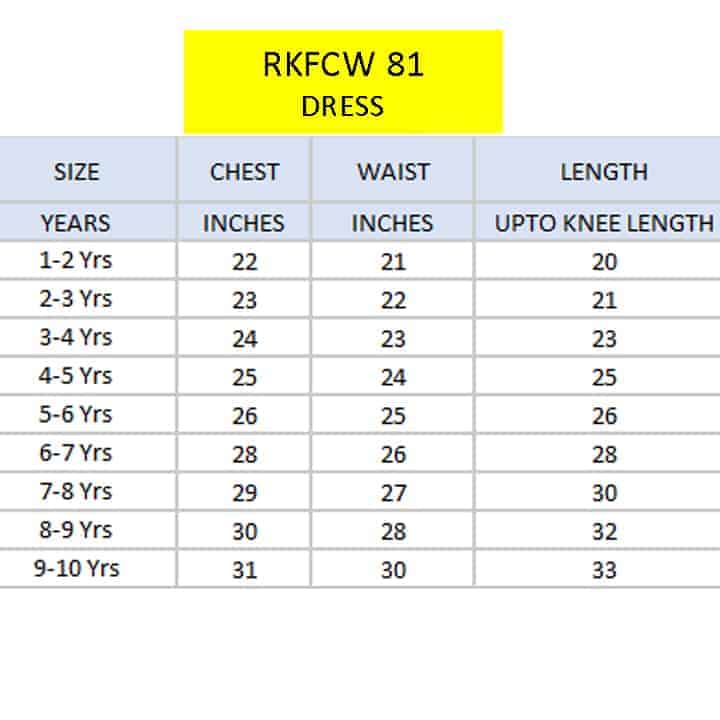 RKFCW 81
DRESS
SIZE CHEST WAIST LENGTH
YEARS INCHES INCHES UPTO KNEE LENGTH
1-2 Yrs 22 21 20
2-3 Yrs 23 22 21
3-4 Yrs 24 23 23
4-5 Yrs 25 24 25
5-6 Yrs 26 25 26
6-7 Yrs 28 26 28
7-8 Yrs 29 27 30
8-9 Yrs 30 28 32
9-10 Yrs 31 30 33